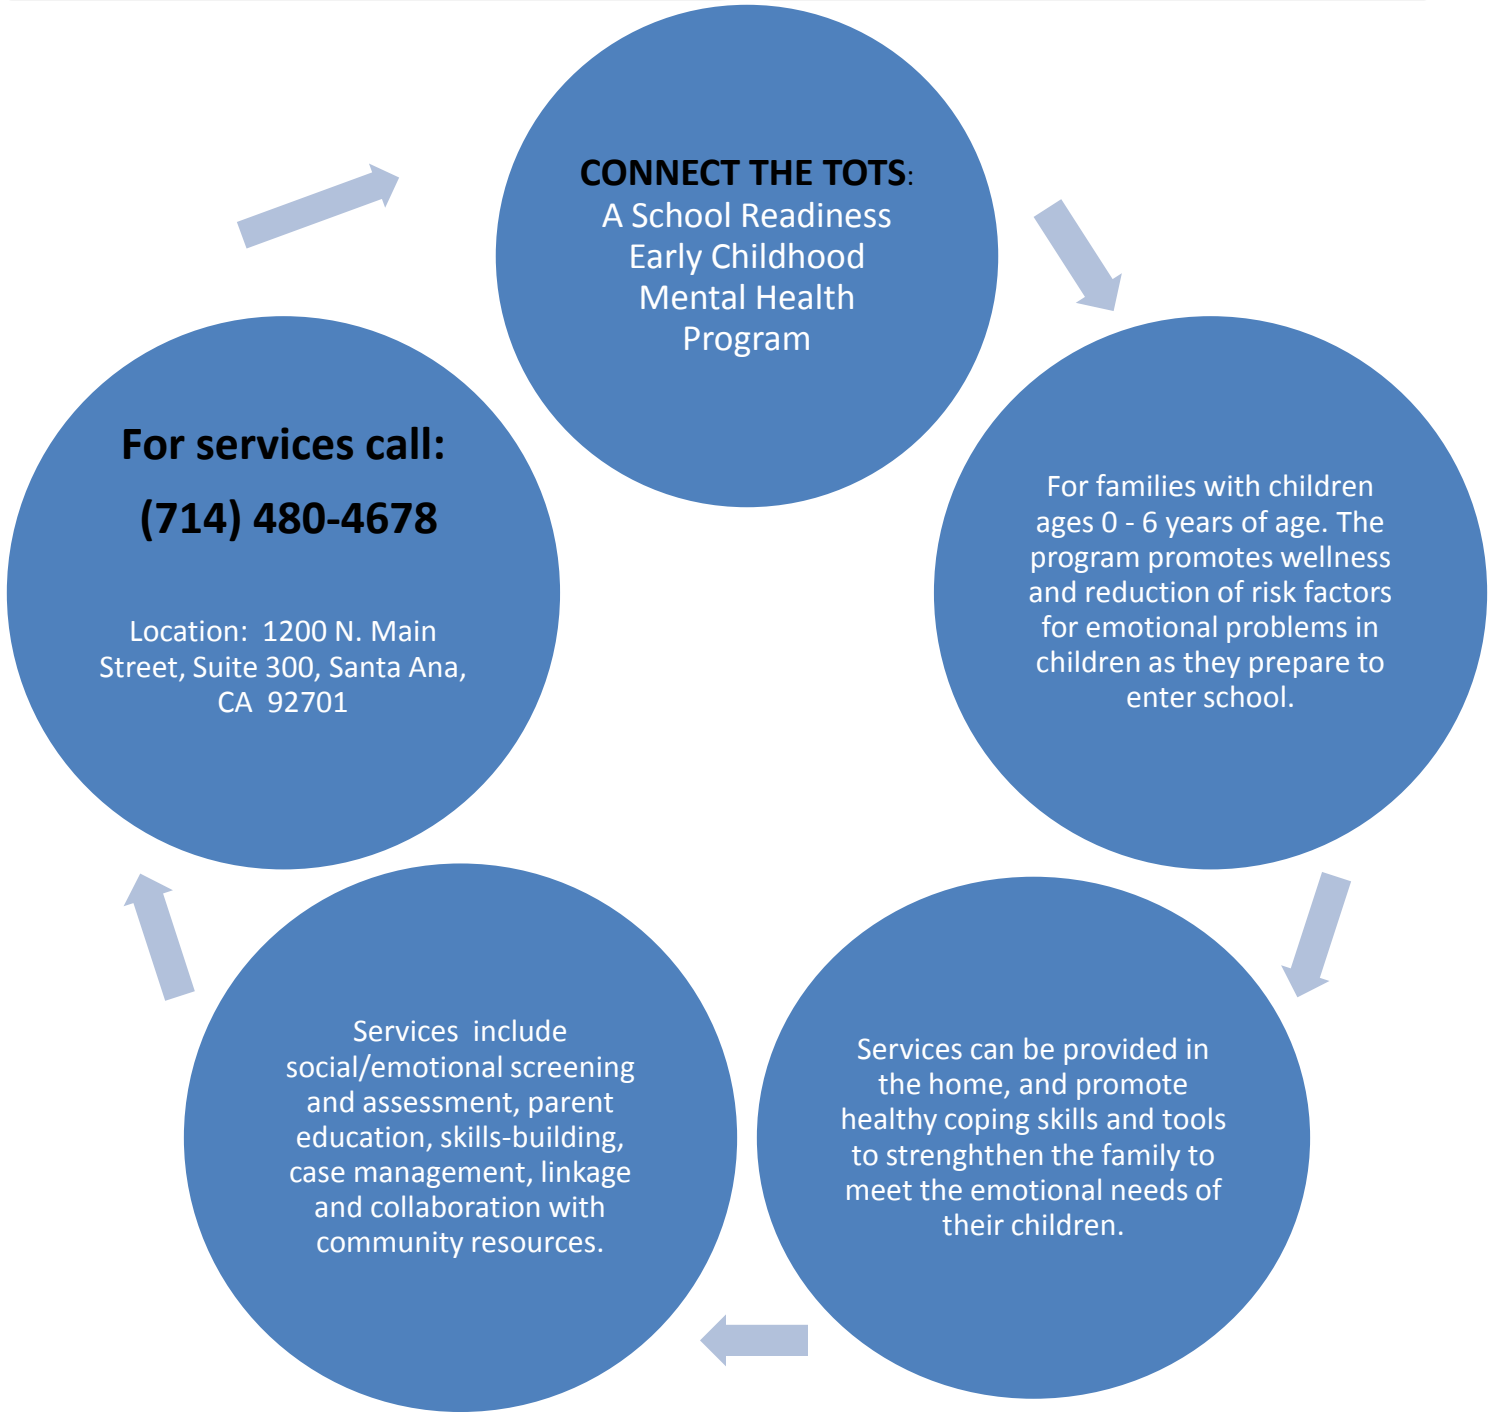 CONNECT THE TOTS:
A School Readiness
Early Childhood
Mental Health
Program
For families with children
ages 0 - 6 years of age. The
program promotes wellness
and reduction of risk factors
for emotional problems in
children as they prepare to
enter school.
Services can be provided in
the home, and promote
healthy coping skills and tools
to strenghthen the family to
meet the emotional needs of
their children.
Services  include
social/emotional screening
and assessment, parent
education, skills-building,
case management, linkage
and collaboration with
community resources.
For services call:
(714) 480-4678
Location:  1200 N. Main
Street, Suite 300, Santa Ana,
CA  92701